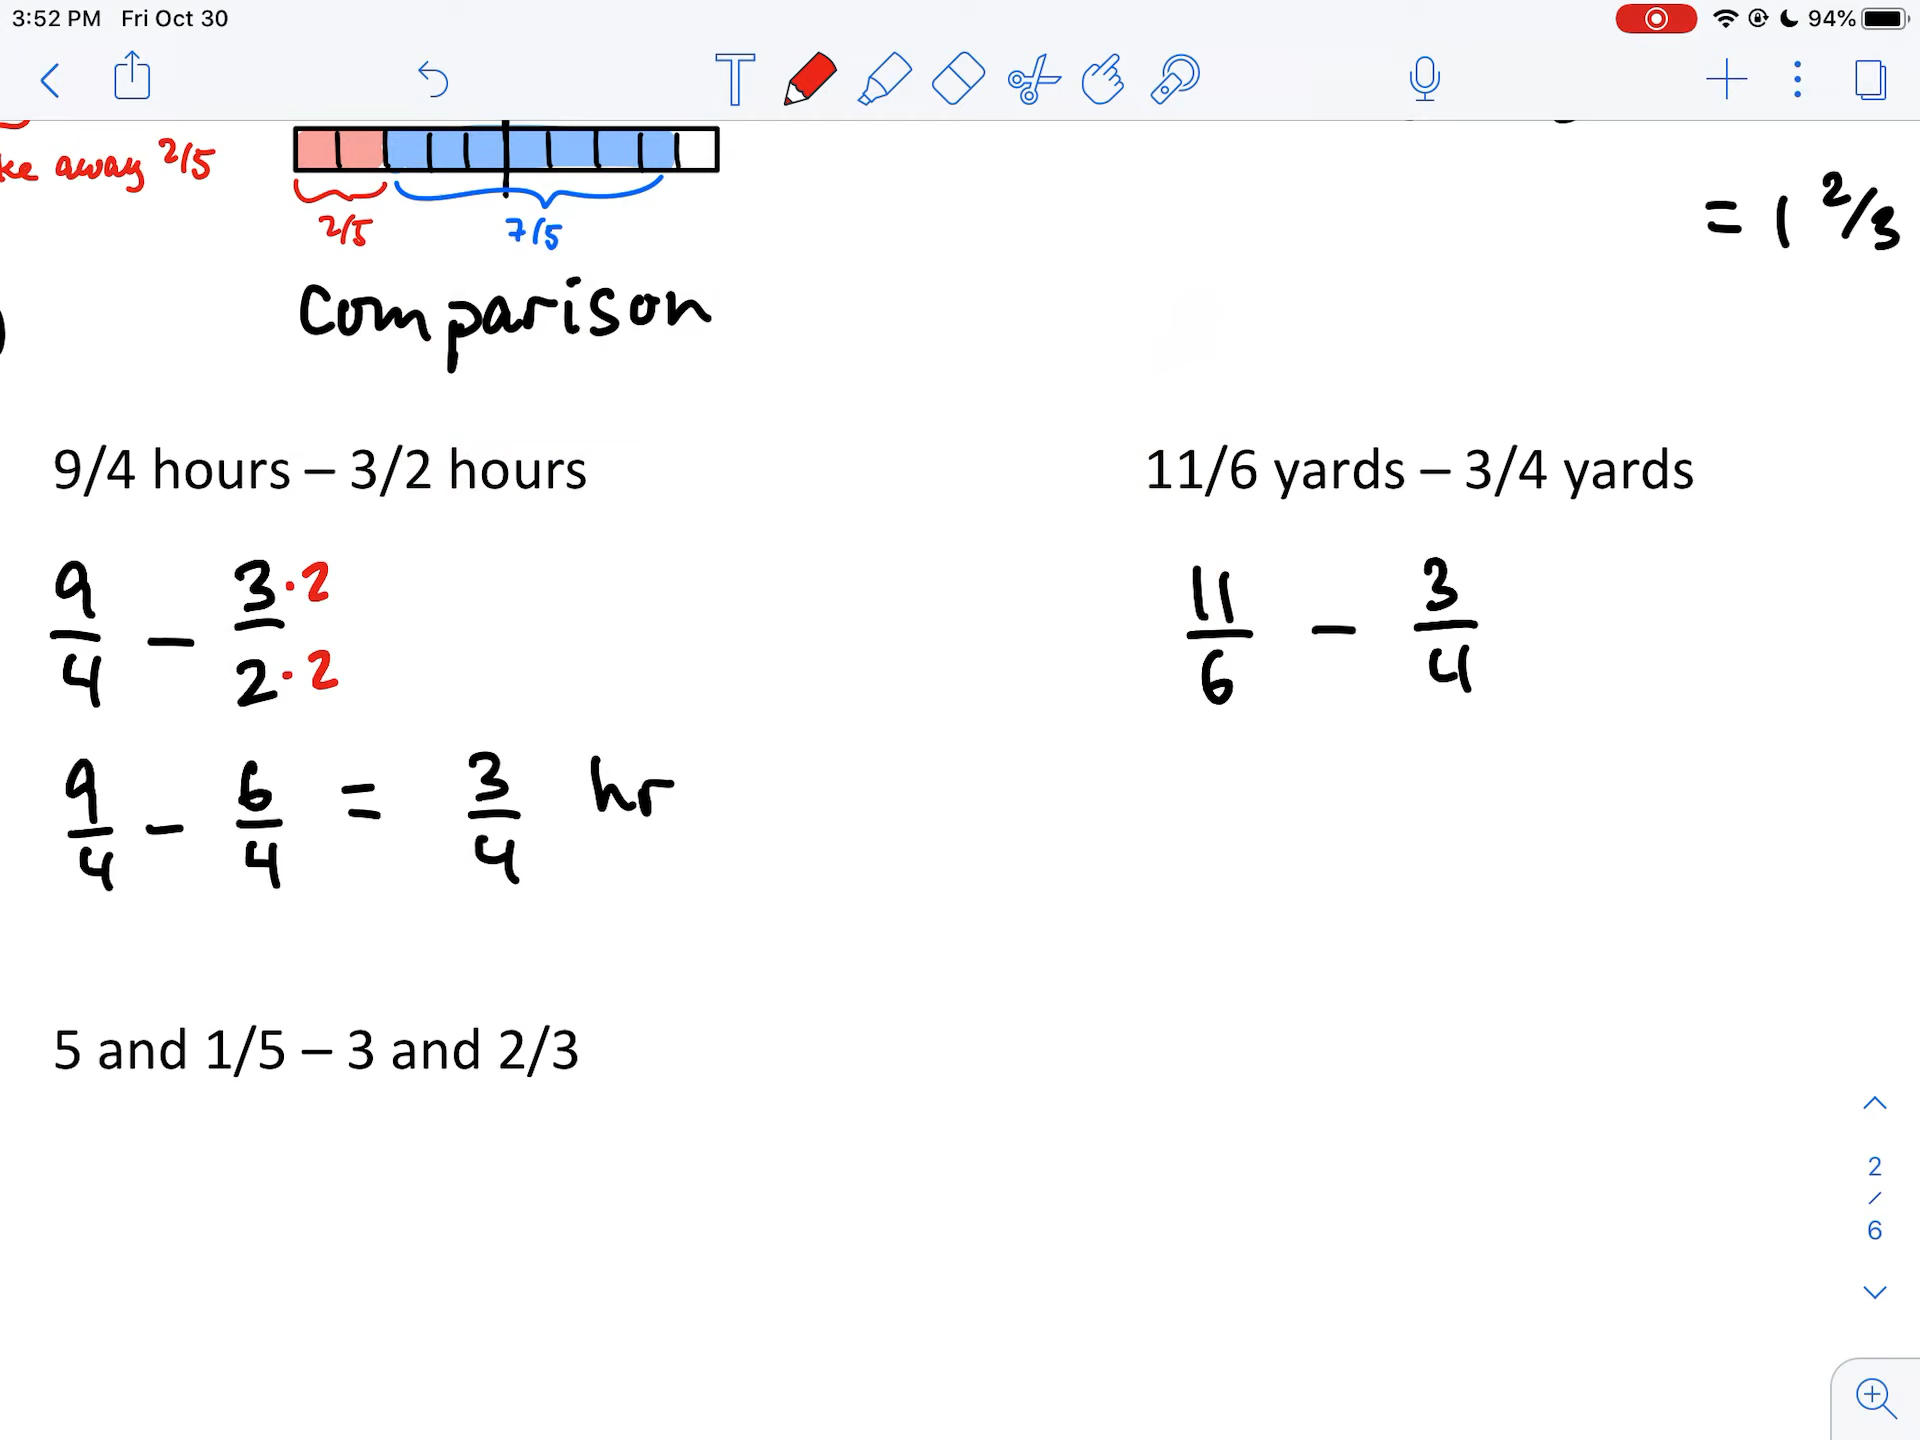 3:52 PM Fri Oct 30
94%
T
away 2/5
2/5
7/5
= 1 2/3
Comparison
9/4 hours – 3/2 hours
9/4 – 3·2/2·2
9/4 – 6/4 = 3/4 hr
11/6 yards – 3/4 yards
11/6 – 3/4
5 and 1/5 – 3 and 2/3
2
/
6